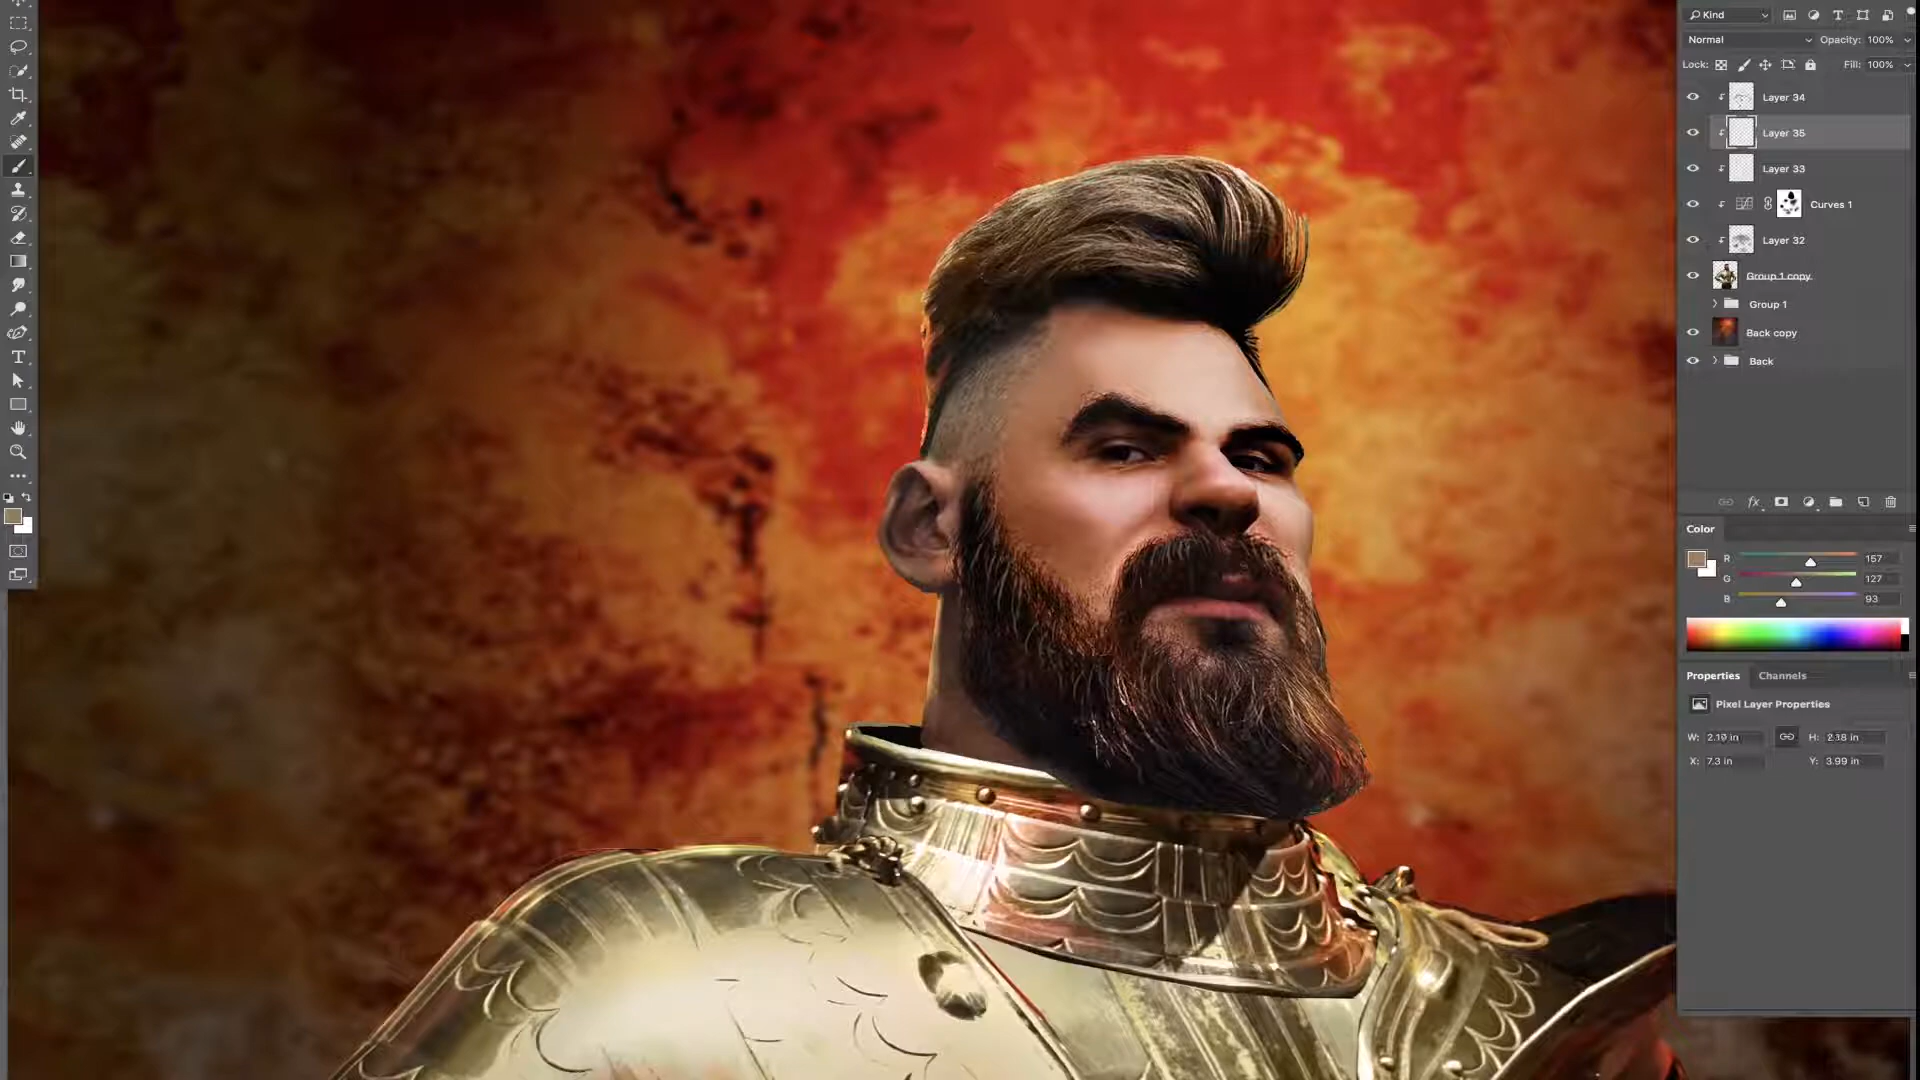 Kind
Normal Opacity: 100%
Lock: Fill: 100%
Layer 34
Layer 35
Layer 33
Curves 1
Layer 32
Group 1 copy
Group 1
Back copy
Back
T
fx
Color
R 157
G 127
B 93
Properties Channels
Pixel Layer Properties
W: 2.19 in H: 2.18 in
X: 7.3 in Y: 3.99 in